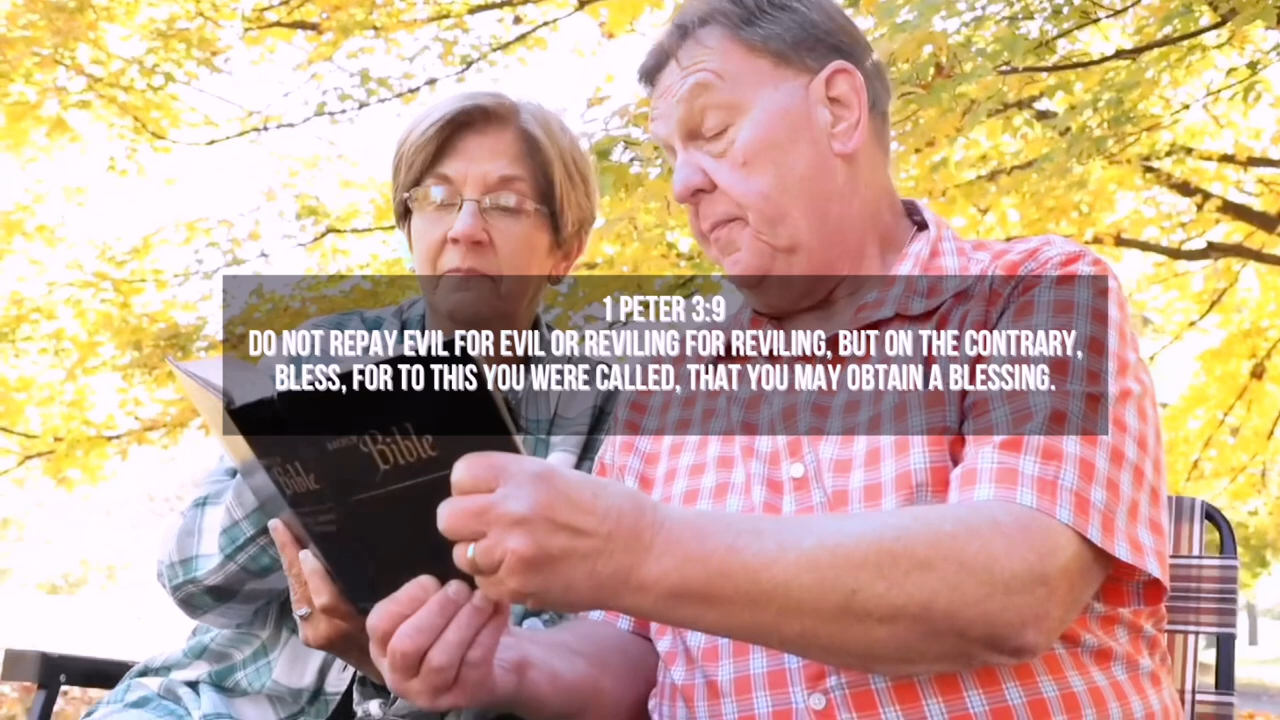 1 PETER 3:9
DO NOT REPAY EVIL FOR EVIL OR REVILING FOR REVILING, BUT ON THE CONTRARY,
BLESS, FOR TO THIS YOU WERE CALLED, THAT YOU MAY OBTAIN A BLESSING.
HOLY Bible
Bible